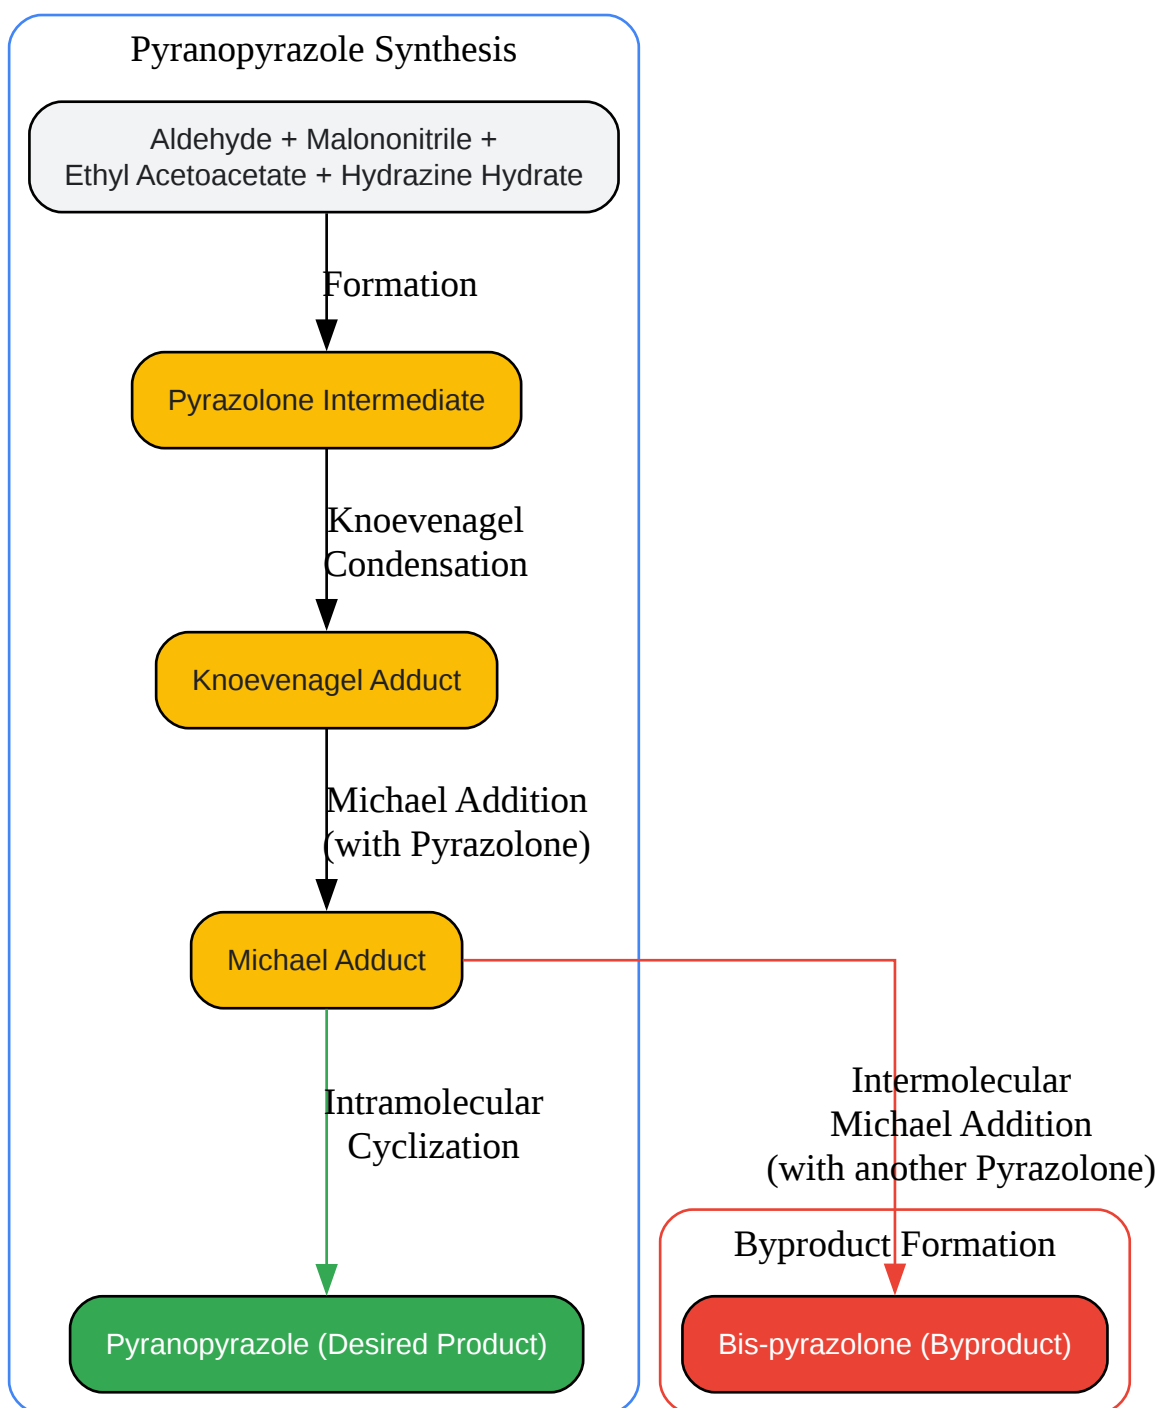 Pyranopyrazole Synthesis
Aldehyde + Malononitrile +
Ethyl Acetoacetate + Hydrazine Hydrate
Formation
Pyrazolone Intermediate
Knoevenagel
Condensation
Knoevenagel Adduct
Michael Addition
(with Pyrazolone)
Michael Adduct
Intramolecular
Cyclization
Intermolecular
Michael Addition
(with another Pyrazolone)
Byproduct Formation
Pyranopyrazole (Desired Product)
Bis-pyrazolone (Byproduct)